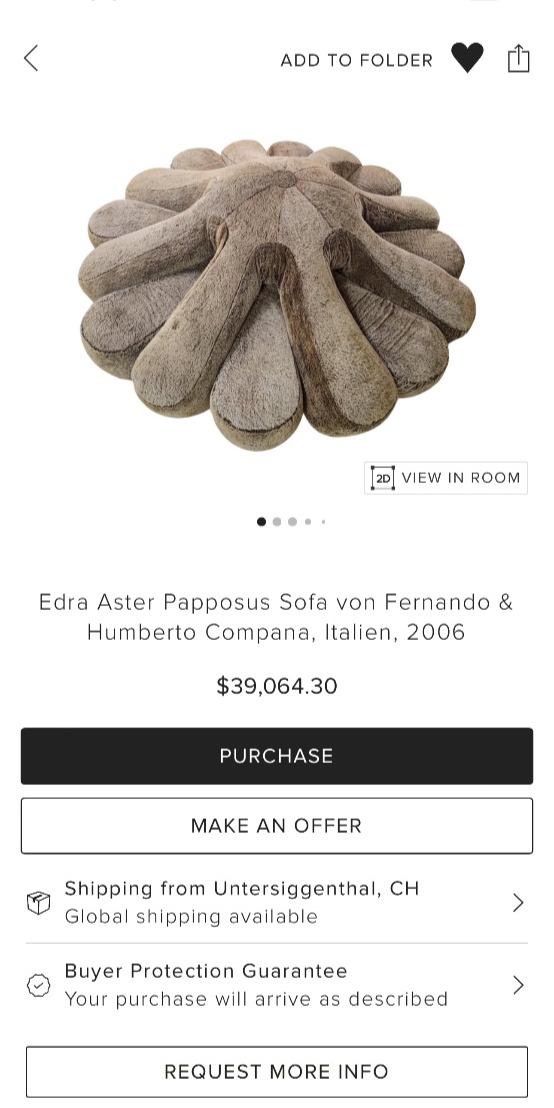 ADD TO FOLDER
2D VIEW IN ROOM
Edra Aster Papposus Sofa von Fernando &
Humberto Compana, Italien, 2006
$39,064.30
PURCHASE
MAKE AN OFFER
Shipping from Untersiggenthal, CH
Global shipping available
Buyer Protection Guarantee
Your purchase will arrive as described
REQUEST MORE INFO